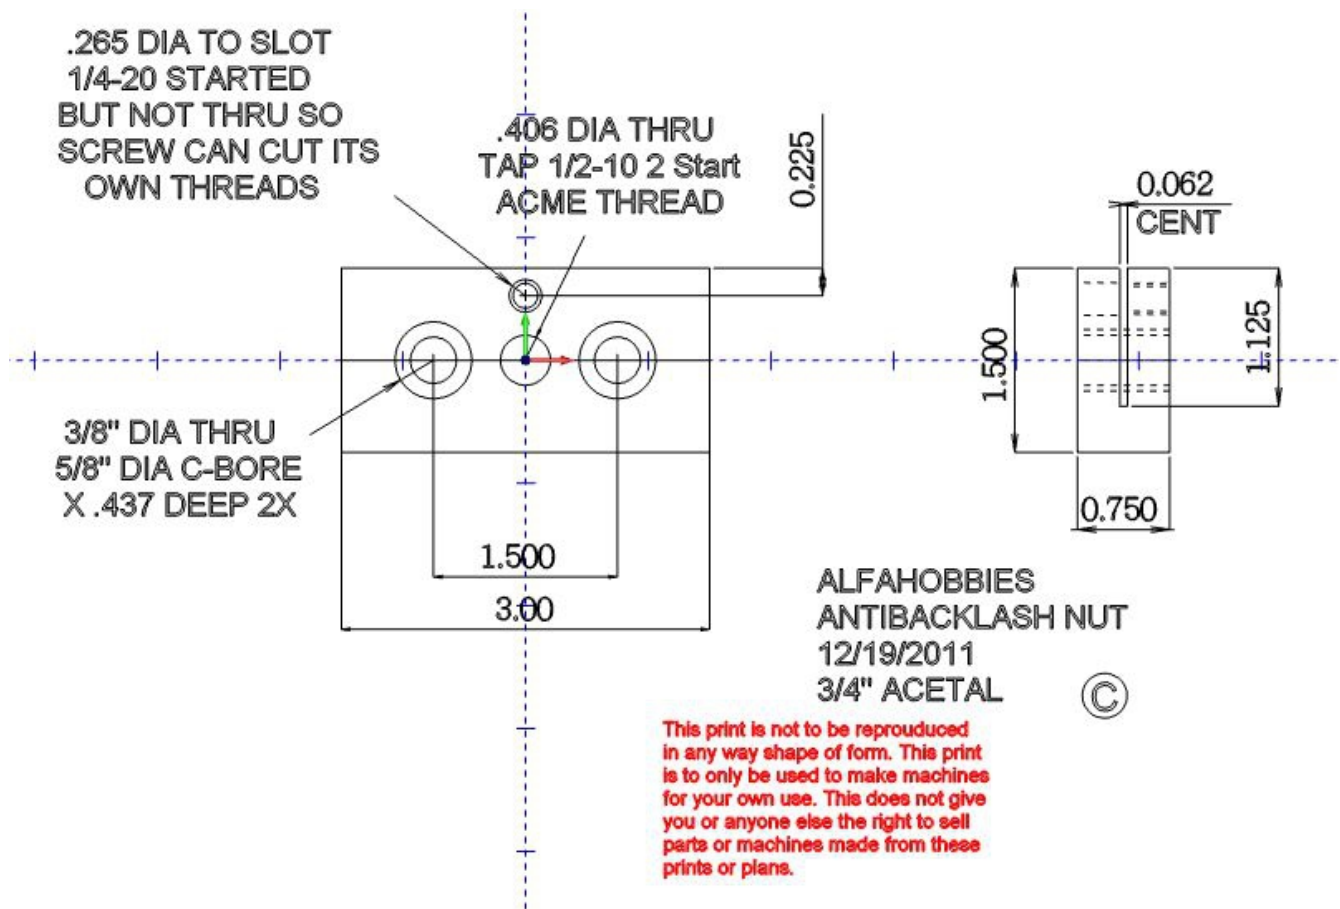 .265 DIA TO SLOT
1/4-20 STARTED
BUT NOT THRU SO
SCREW CAN CUT ITS
OWN THREADS
.406 DIA THRU
TAP 1/2-10 2 Start
ACME THREAD
0.225
0.062
CENT
1.500
1.125
0.750
3/8" DIA THRU
5/8" DIA C-BORE
X .437 DEEP 2X
1.500
3.00
ALFAHOBBIES
ANTIBACKLASH NUT
12/19/2011
3/4" ACETAL
©
This print is not to be reprouduced
in any way shape of form. This print
is to only be used to make machines
for your own use. This does not give
you or anyone else the right to sell
parts or machines made from these
prints or plans.